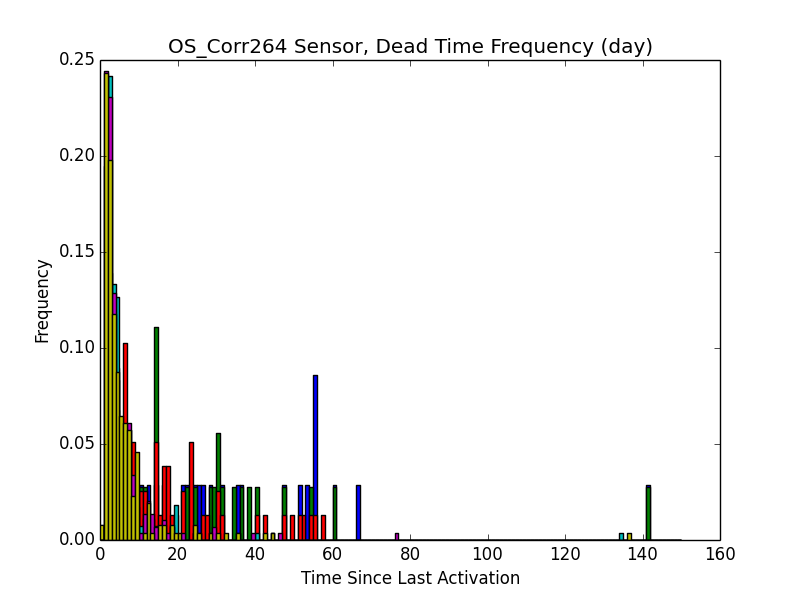 OS_Corr264 Sensor, Dead Time Frequency (day)
0.25
0.20
0.15
0.10
0.05
0.00
Frequency
0 20 40 60 80 100 120 140 160
Time Since Last Activation